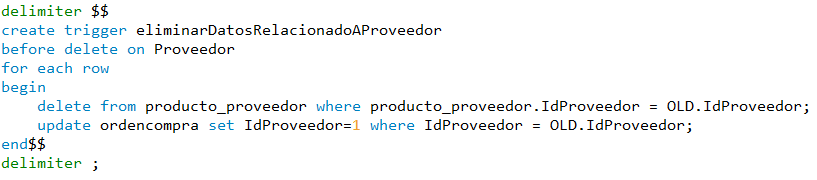 delimiter $$
create trigger eliminarDatosRelacionadoAProveedor
before delete on Proveedor
for each row
begin
    delete from producto_proveedor where producto_proveedor.IdProveedor = OLD.IdProveedor;
    update ordencompra set IdProveedor=1 where IdProveedor = OLD.IdProveedor;
end$$
delimiter ;